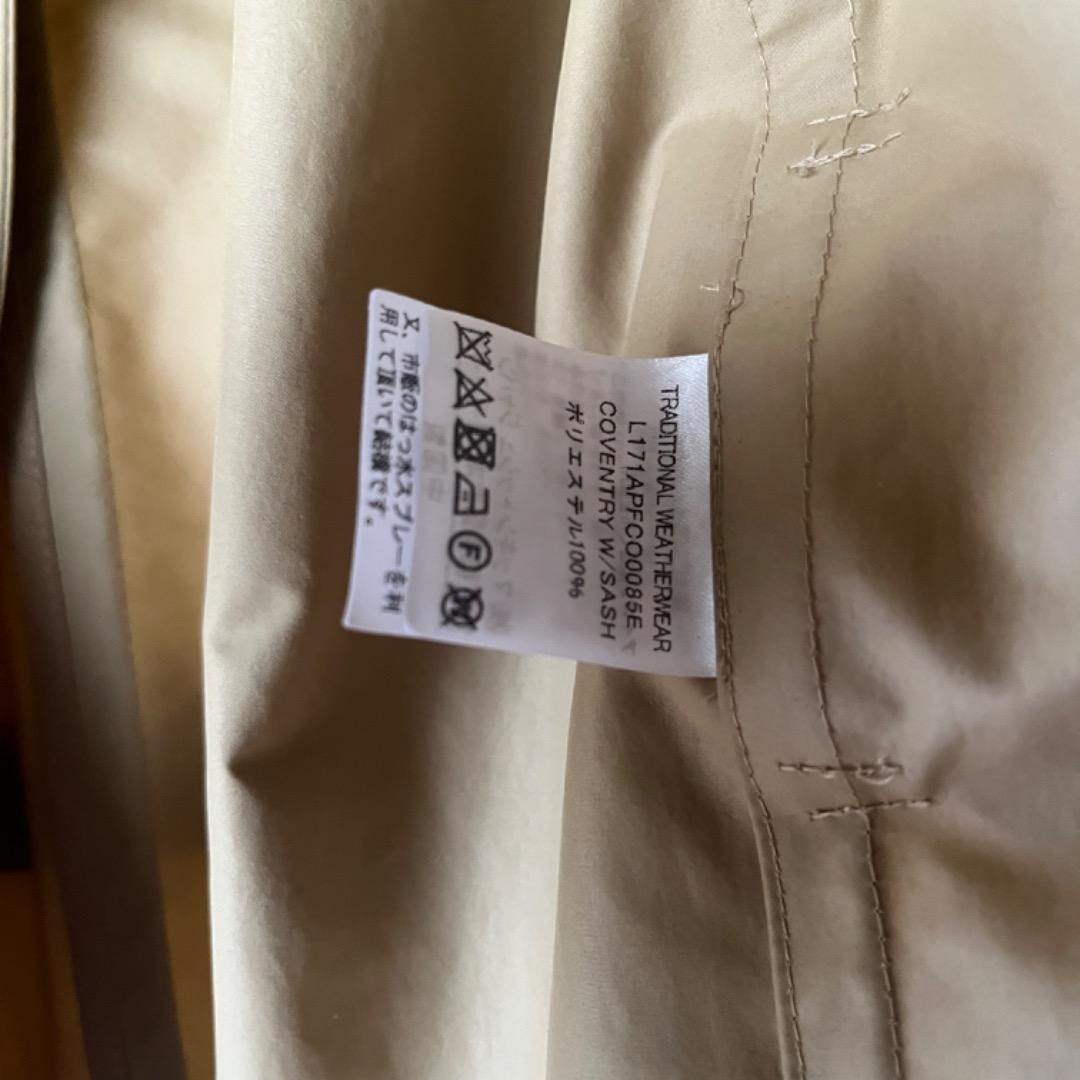 TRADITIONAL WEATHERWEAR
L171APFCO0085E
COVENTRY W/SASH
ポリエステル100%
F
W
又、市販のはっ水スプレーを利
用して頂いて結構です。